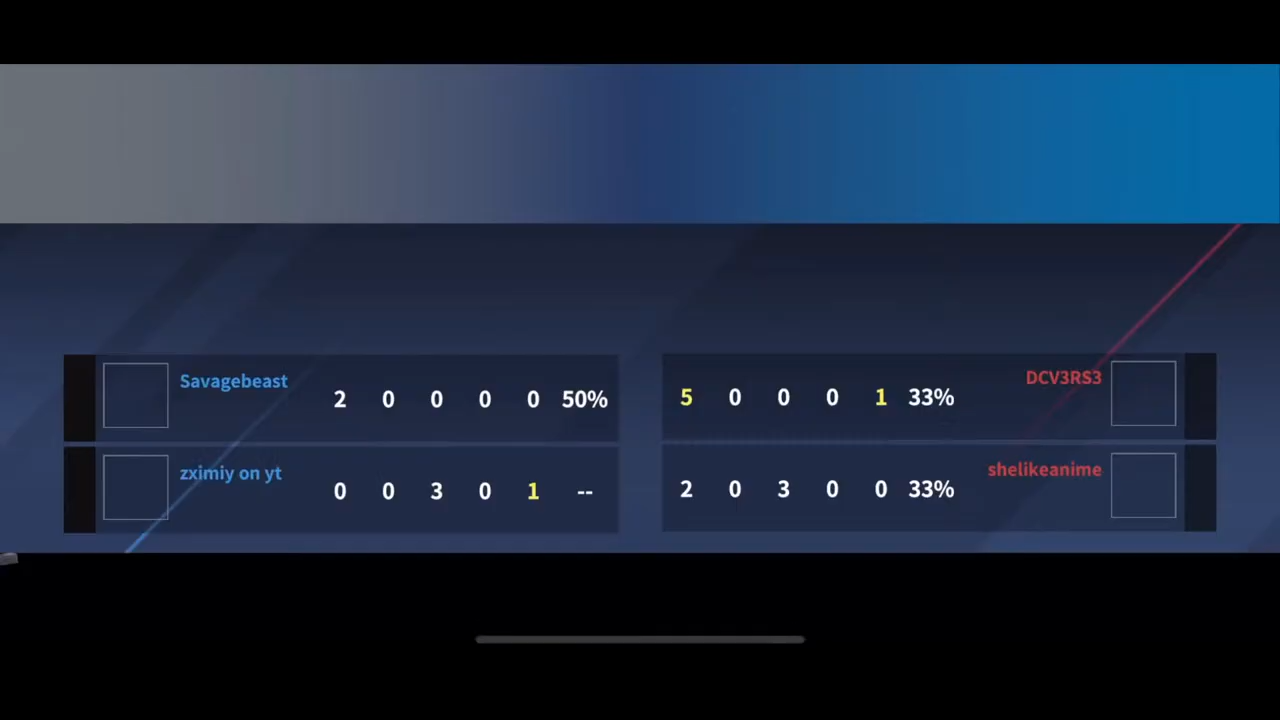 Savagebeast
2 0 0 0 0 50%
zximiy on yt
0 0 3 0 1 --
DCV3RS3
5 0 0 0 1 33%
shelikeanime
2 0 3 0 0 33%